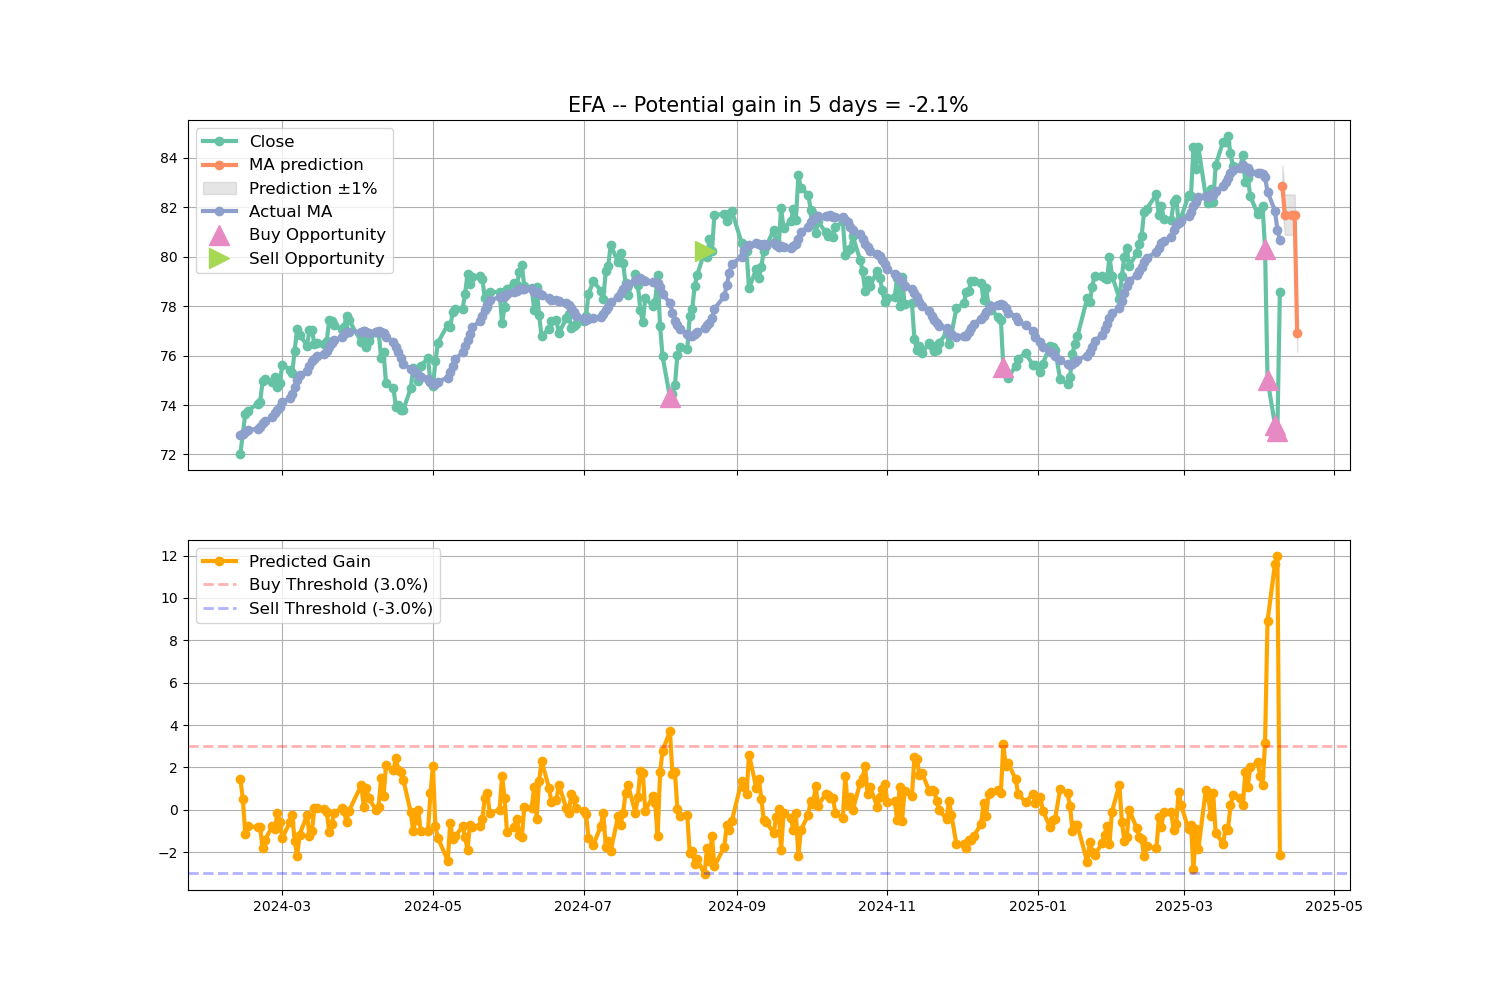 EFA -- Potential gain in 5 days = -2.1%
Close
MA prediction
Prediction ±1%
Actual MA
Buy Opportunity
Sell Opportunity
84
82
80
78
76
74
72
Predicted Gain
Buy Threshold (3.0%)
Sell Threshold (-3.0%)
12
10
8
6
4
2
0
−2
2024-03
2024-05
2024-07
2024-09
2024-11
2025-01
2025-03
2025-05